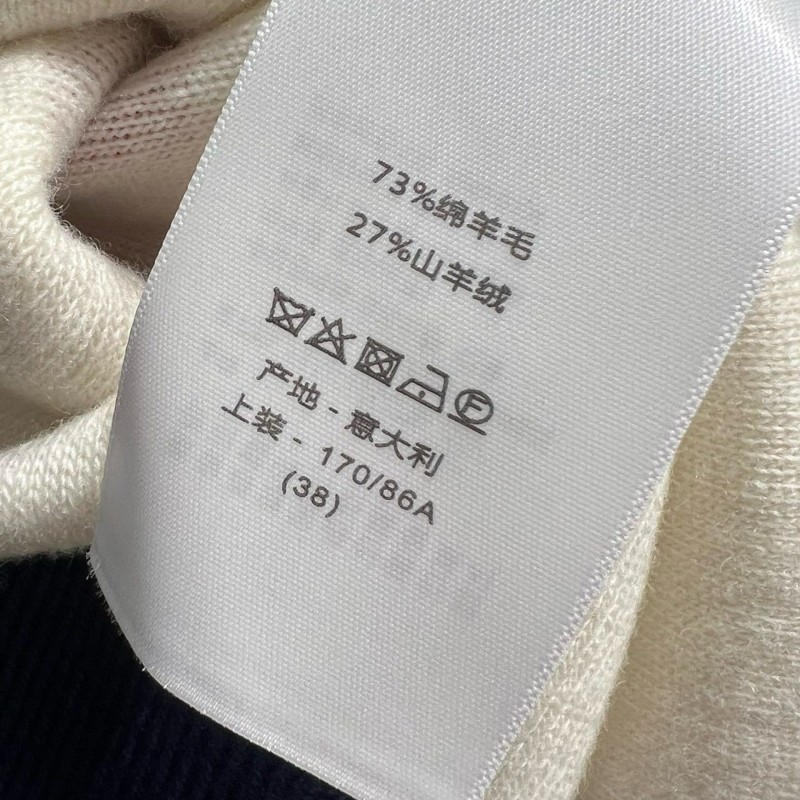 73%绵羊毛
27%山羊绒
F
产地 - 意大利
上装 - 170/86A
(38)